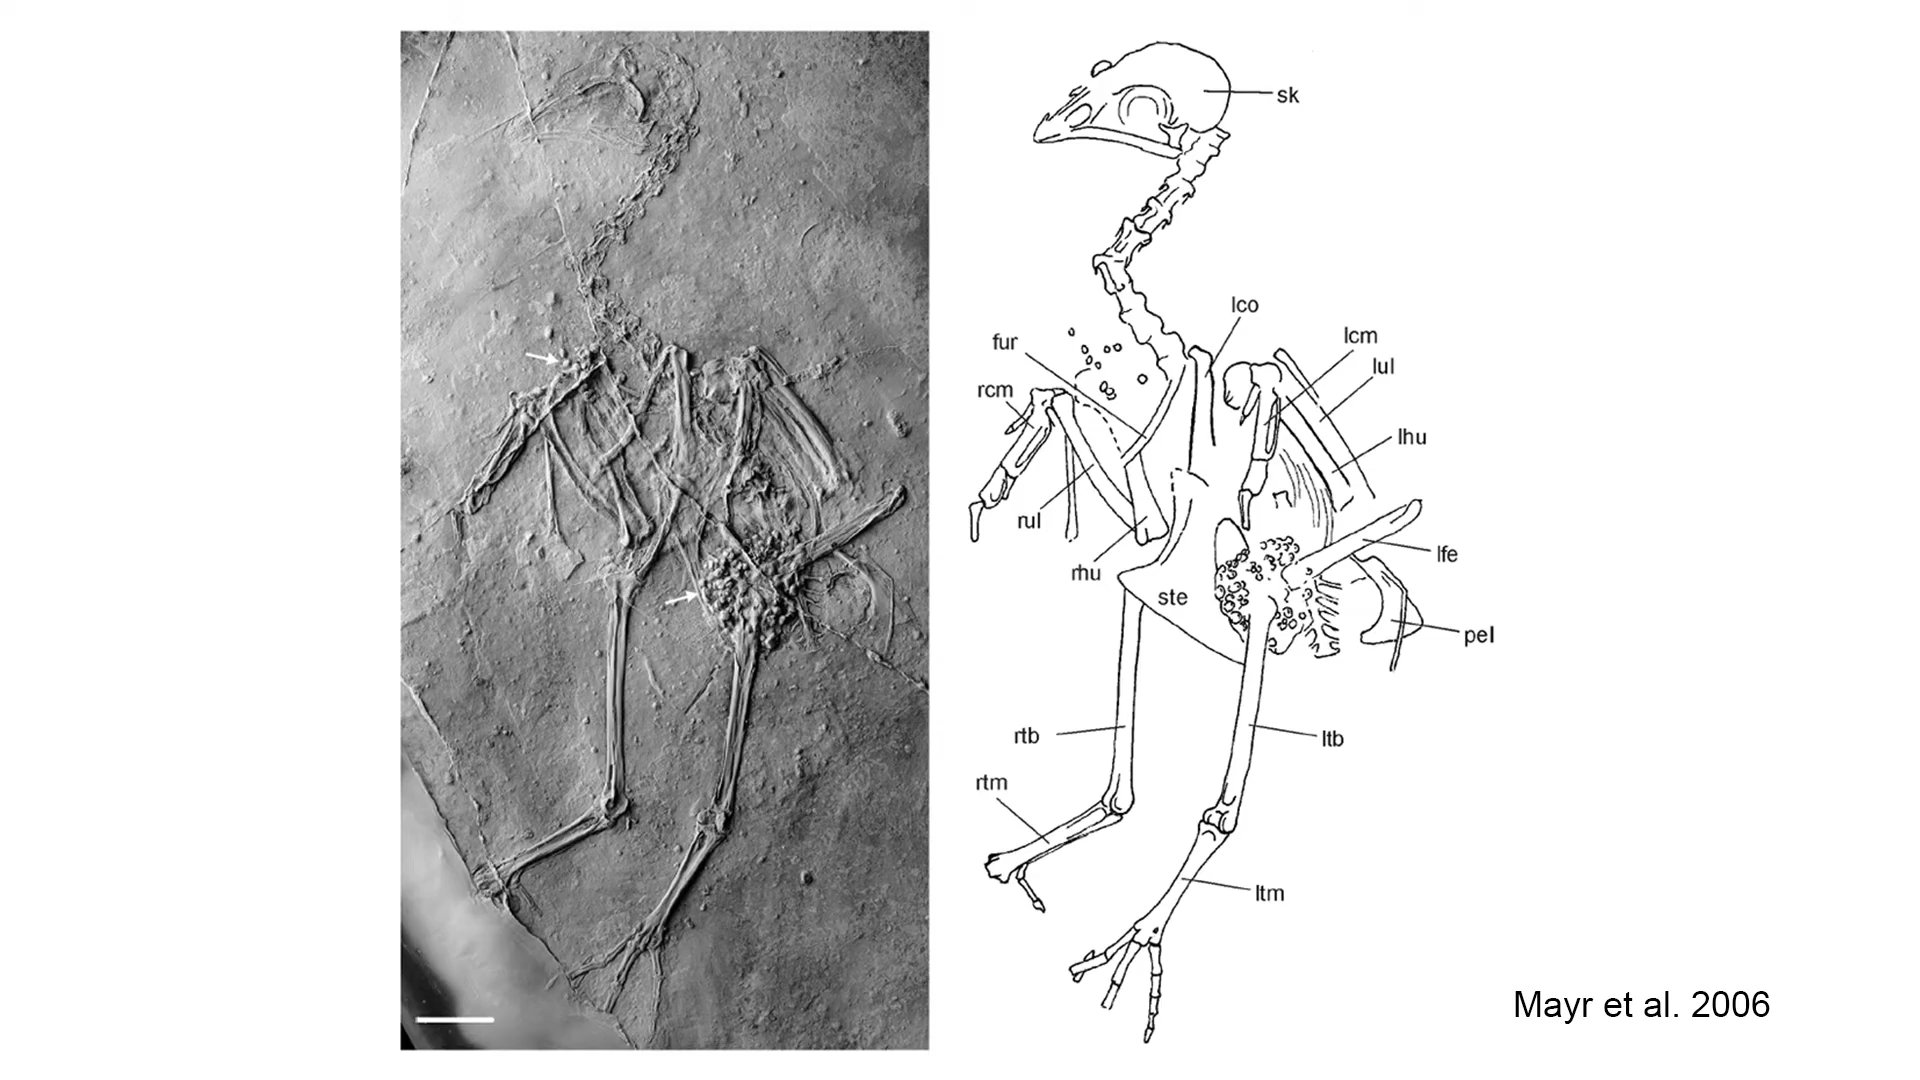 sk
lco
fur
lcm
lul
rcm
lhu
rul
lfe
rhu
ste
pel
rtb
ltb
rtm
ltm
Mayr et al. 2006